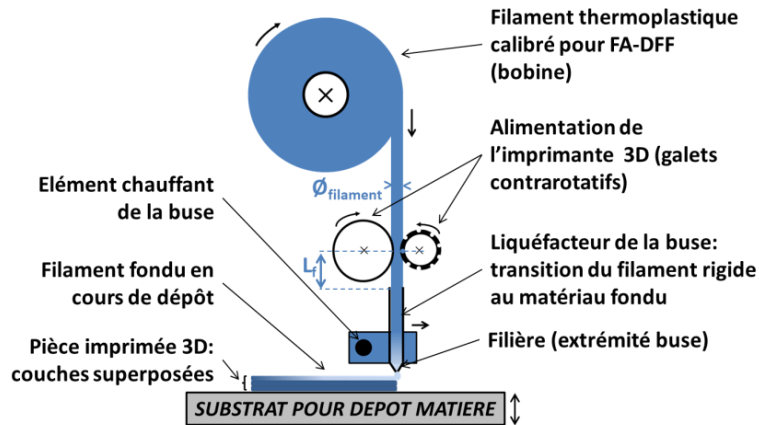 Filament thermoplastique
calibré pour FA-DFF
(bobine)
Alimentation de
l'imprimante 3D (galets
contrarotatifs)
Ø filament
Elément chauffant
de la buse
Liquéfacteur de la buse:
transition du filament rigide
au matériau fondu
Lf
Filament fondu en
cours de dépôt
Filière (extrémité buse)
Pièce imprimée 3D:
couches superposées
SUBSTRAT POUR DEPOT MATIERE